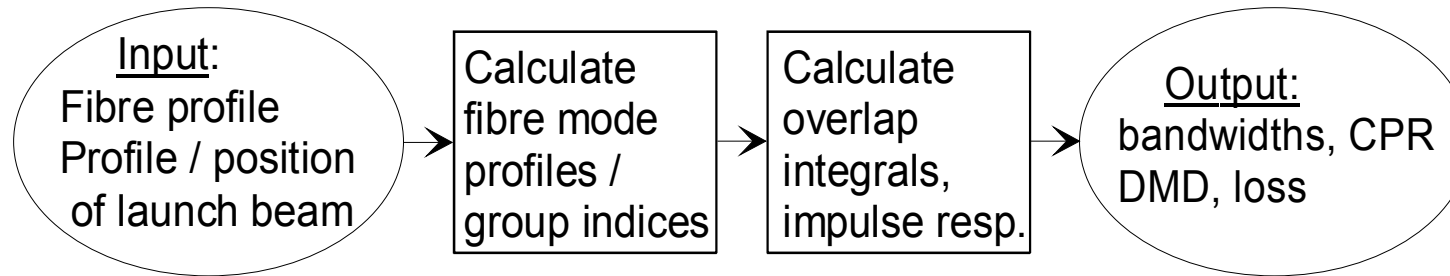 Input:
Fibre profile
Profile / position
of launch beam
Calculate
fibre mode
profiles /
group indices
Calculate
overlap
integrals,
impulse resp.
Output:
bandwidths, CPR
DMD, loss